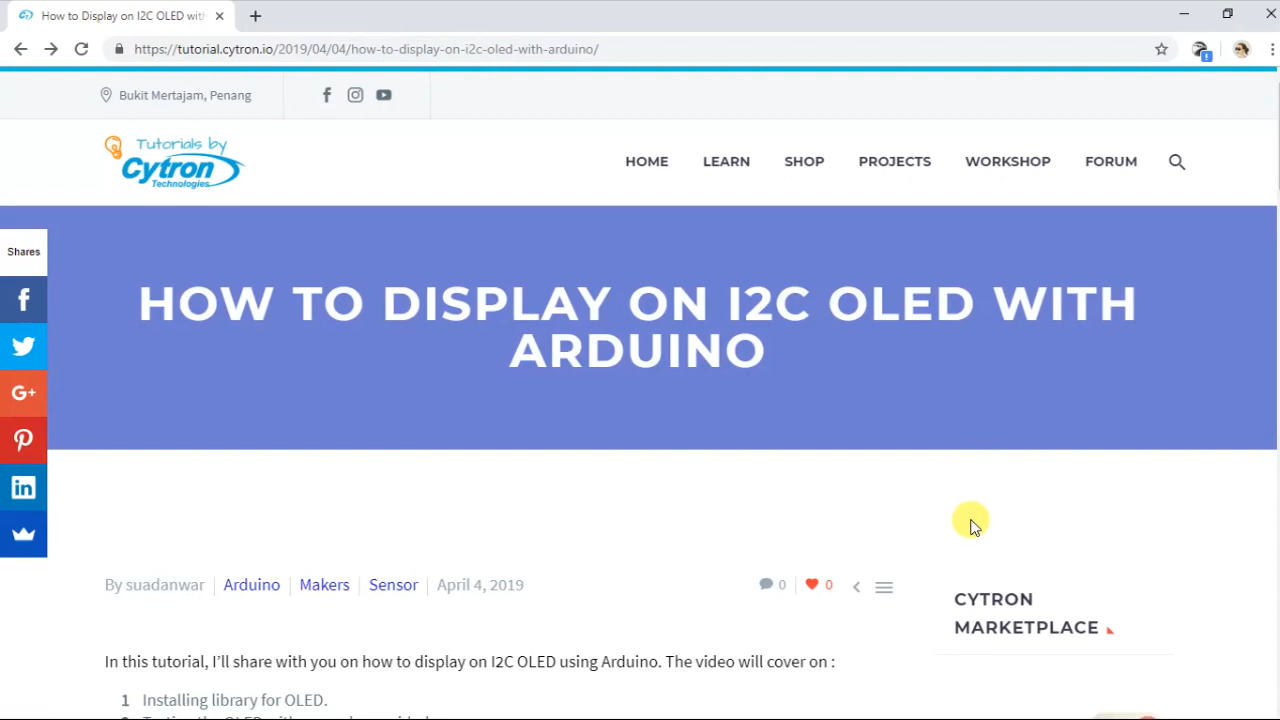 How to Display on I2C OLED with
https://tutorial.cytron.io/2019/04/04/how-to-display-on-i2c-oled-with-arduino/
Bukit Mertajam, Penang
Tutorials by
Cytron
Technologies
HOME LEARN SHOP PROJECTS WORKSHOP FORUM
Shares
HOW TO DISPLAY ON I2C OLED WITH
ARDUINO
By suadanwar Arduino Makers Sensor April 4, 2019
0 0
CYTRON
MARKETPLACE
In this tutorial, I'll share with you on how to display on I2C OLED using Arduino. The video will cover on :
1 Installing library for OLED.